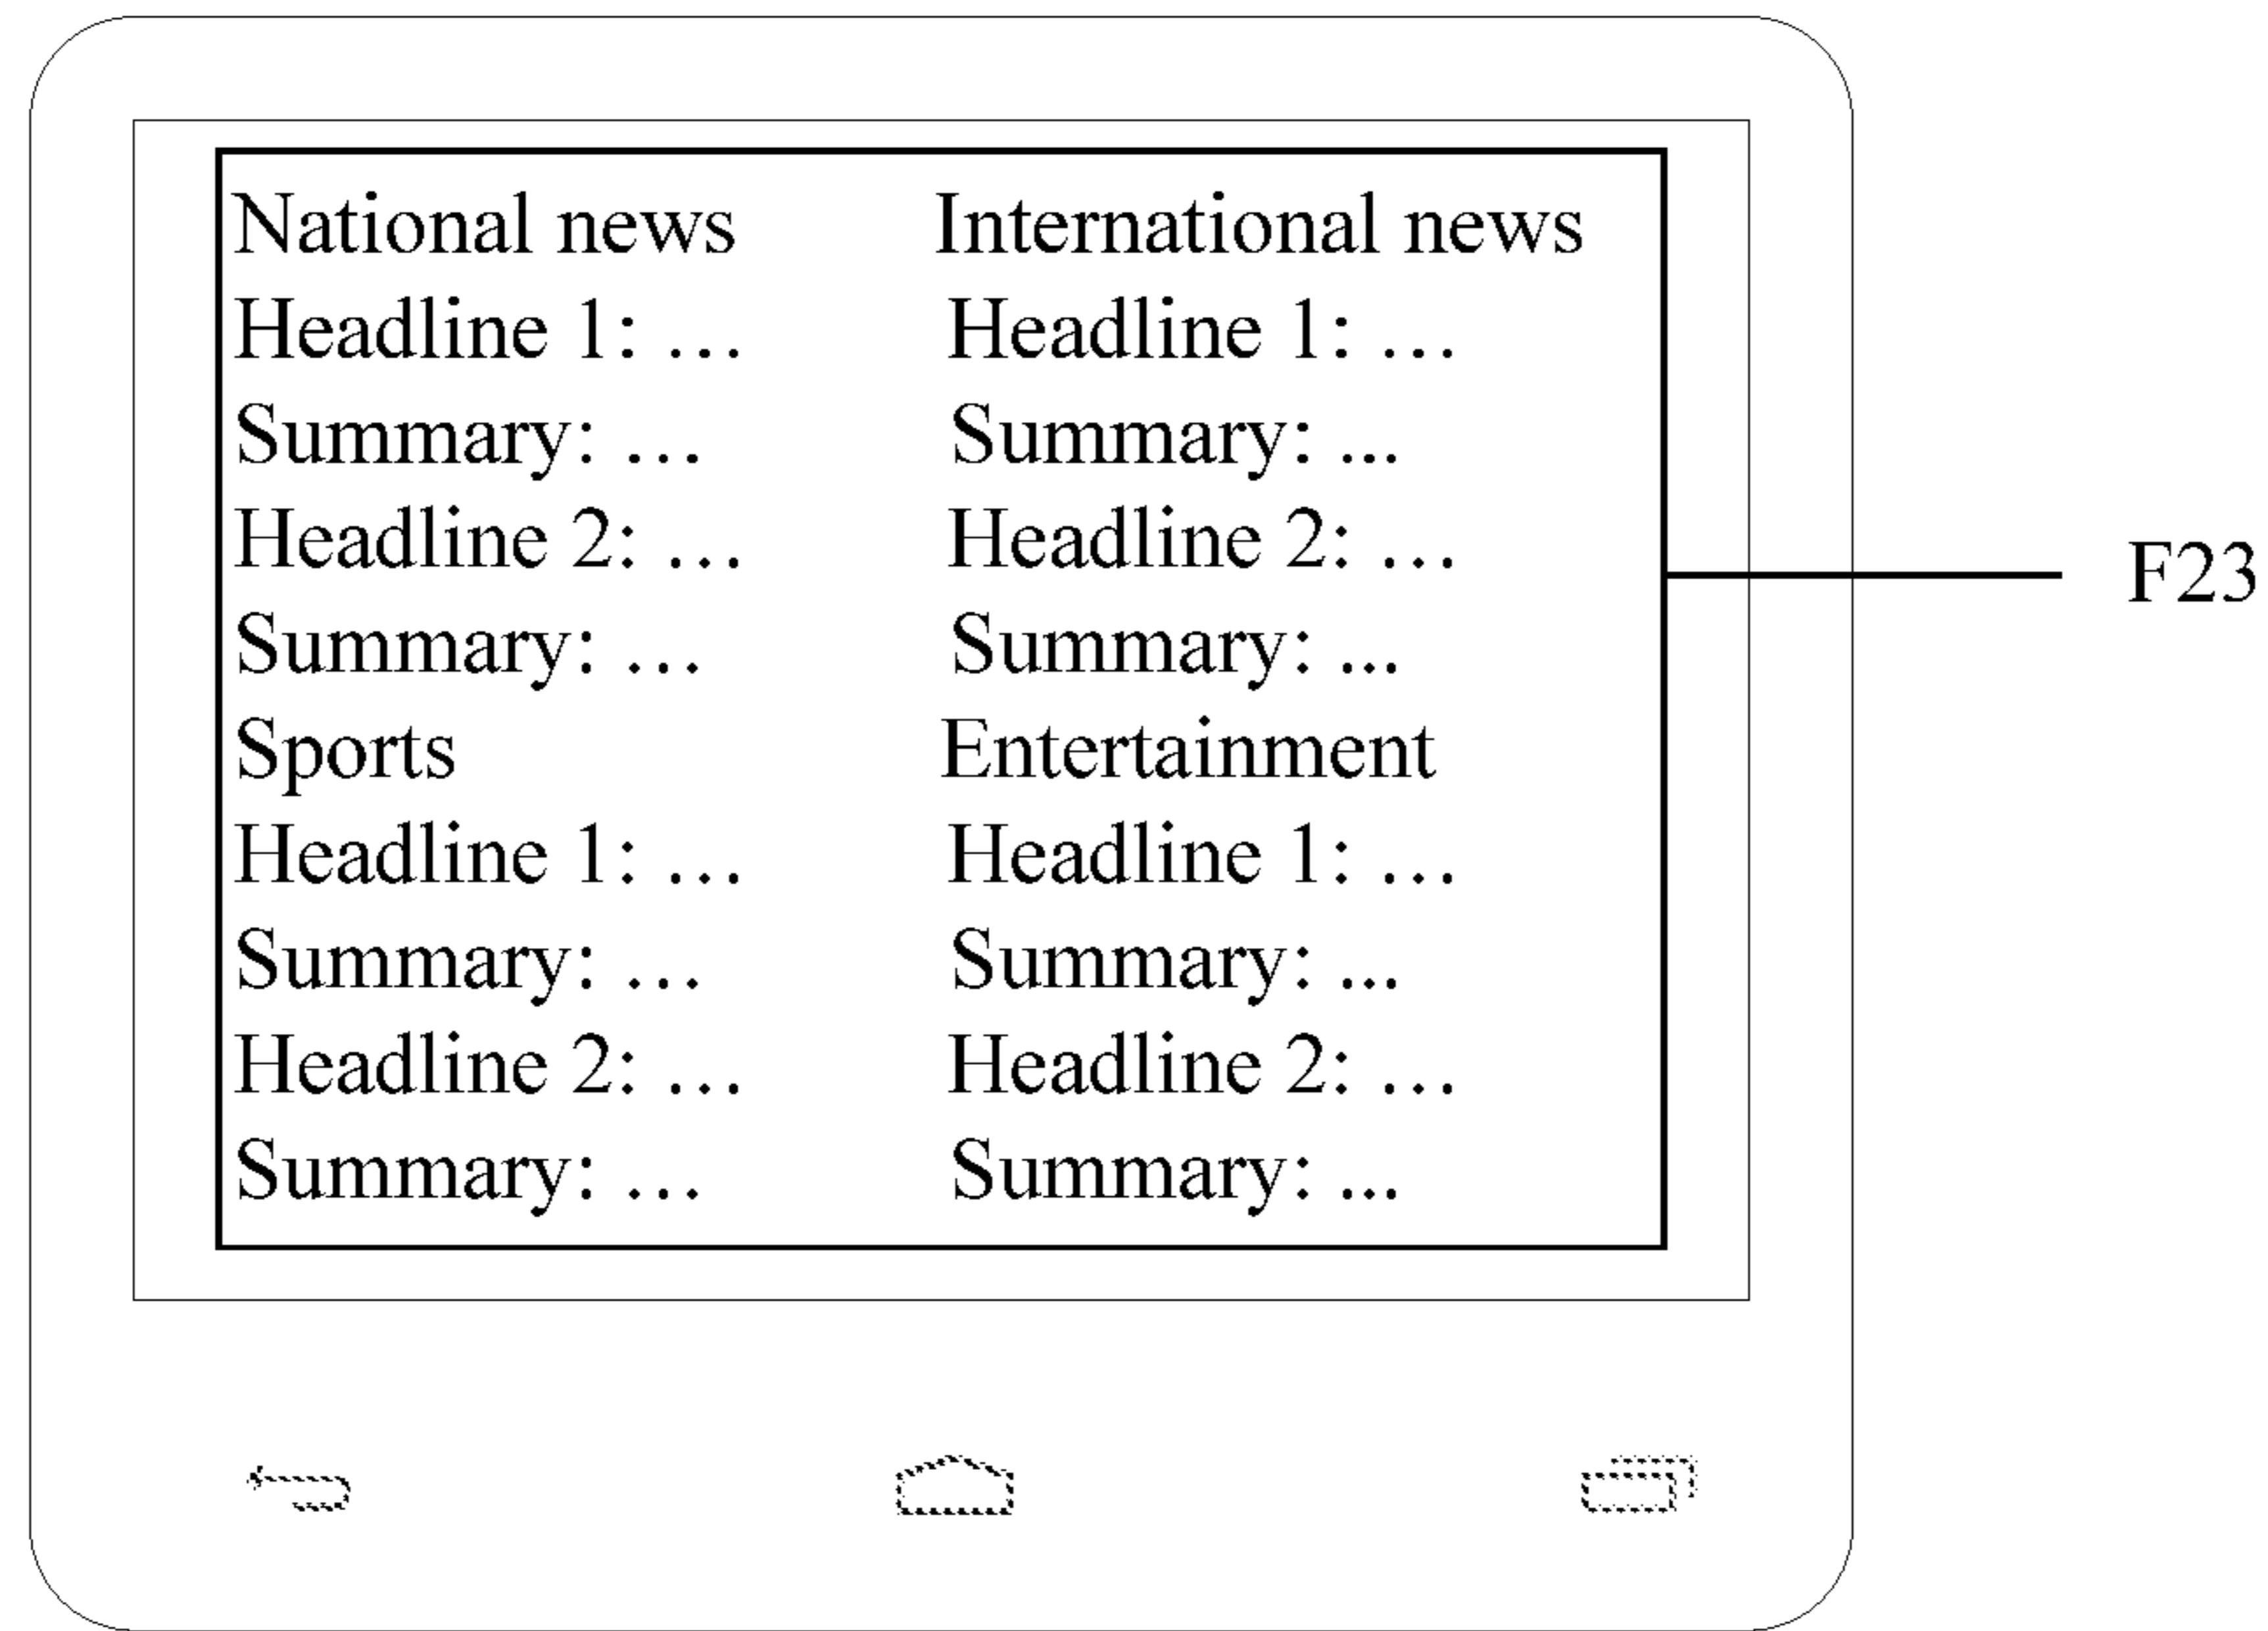 National news International news
Headline 1: … Headline 1: …
Summary: … Summary: ...
Headline 2: … Headline 2: …
Summary: … Summary: ...
Sports Entertainment
Headline 1: … Headline 1: …
Summary: … Summary: ...
Headline 2: … Headline 2: …
Summary: … Summary: ...
F23